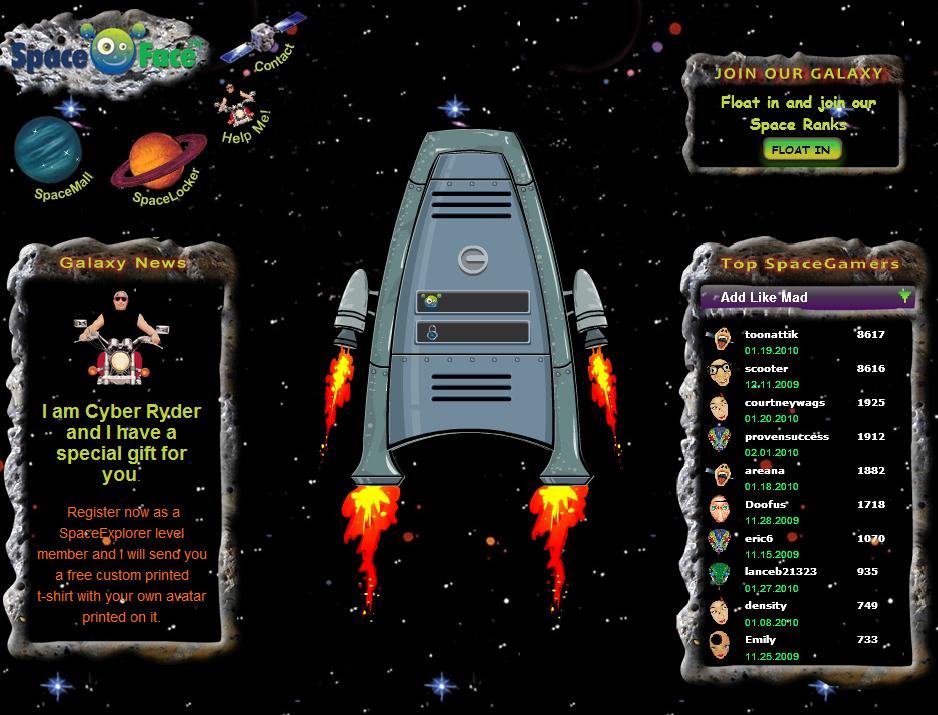 Space Face
Contact
Help Me!
SpaceMall
SpaceLocker
JOIN OUR GALAXY
Float in and join our
Space Ranks
FLOAT IN
Galaxy News
I am Cyber Ryder
and I have a
special gift for
you.
Register now as a
SpaceExplorer level
member and I will send you
a free custom printed
t-shirt with your own avatar
printed on it.
Top SpaceGamers
Add Like Mad
toonattik 8617
01.19.2010
scooter 8616
12.11.2009
courtneywags 1925
01.20.2010
provensuccess 1912
02.01.2010
areana 1882
01.18.2010
Doofus 1718
11.28.2009
eric6 1070
11.15.2009
lanceb21323 935
01.27.2010
density 749
01.08.2010
Emily 733
11.25.2009